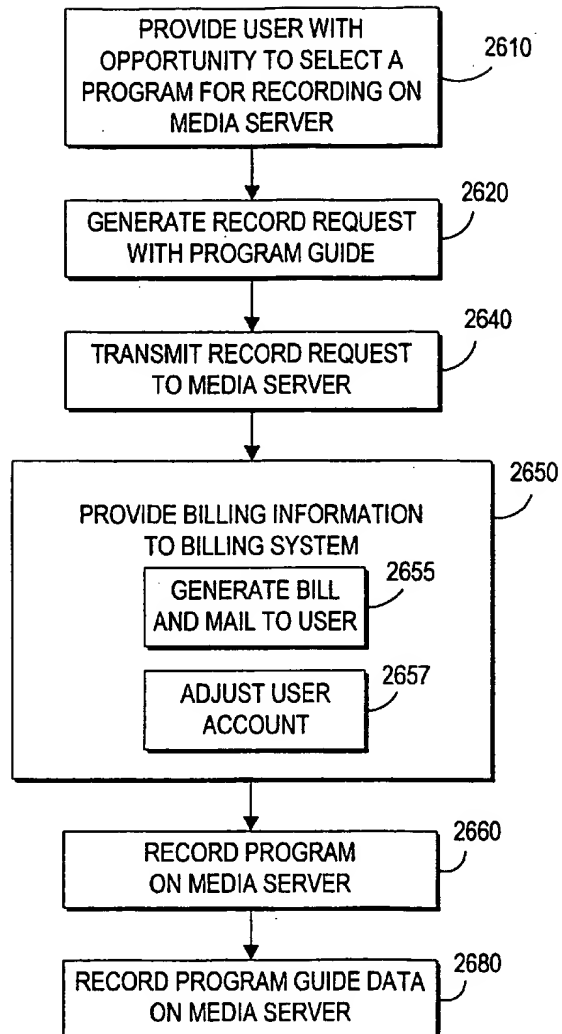 PROVIDE USER WITH
OPPORTUNITY TO SELECT A
PROGRAM FOR RECORDING ON
MEDIA SERVER
2610
GENERATE RECORD REQUEST
WITH PROGRAM GUIDE
2620
TRANSMIT RECORD REQUEST
TO MEDIA SERVER
2640
PROVIDE BILLING INFORMATION
TO BILLING SYSTEM
2650
GENERATE BILL
AND MAIL TO USER
2655
ADJUST USER
ACCOUNT
2657
RECORD PROGRAM
ON MEDIA SERVER
2660
RECORD PROGRAM GUIDE DATA
ON MEDIA SERVER
2680